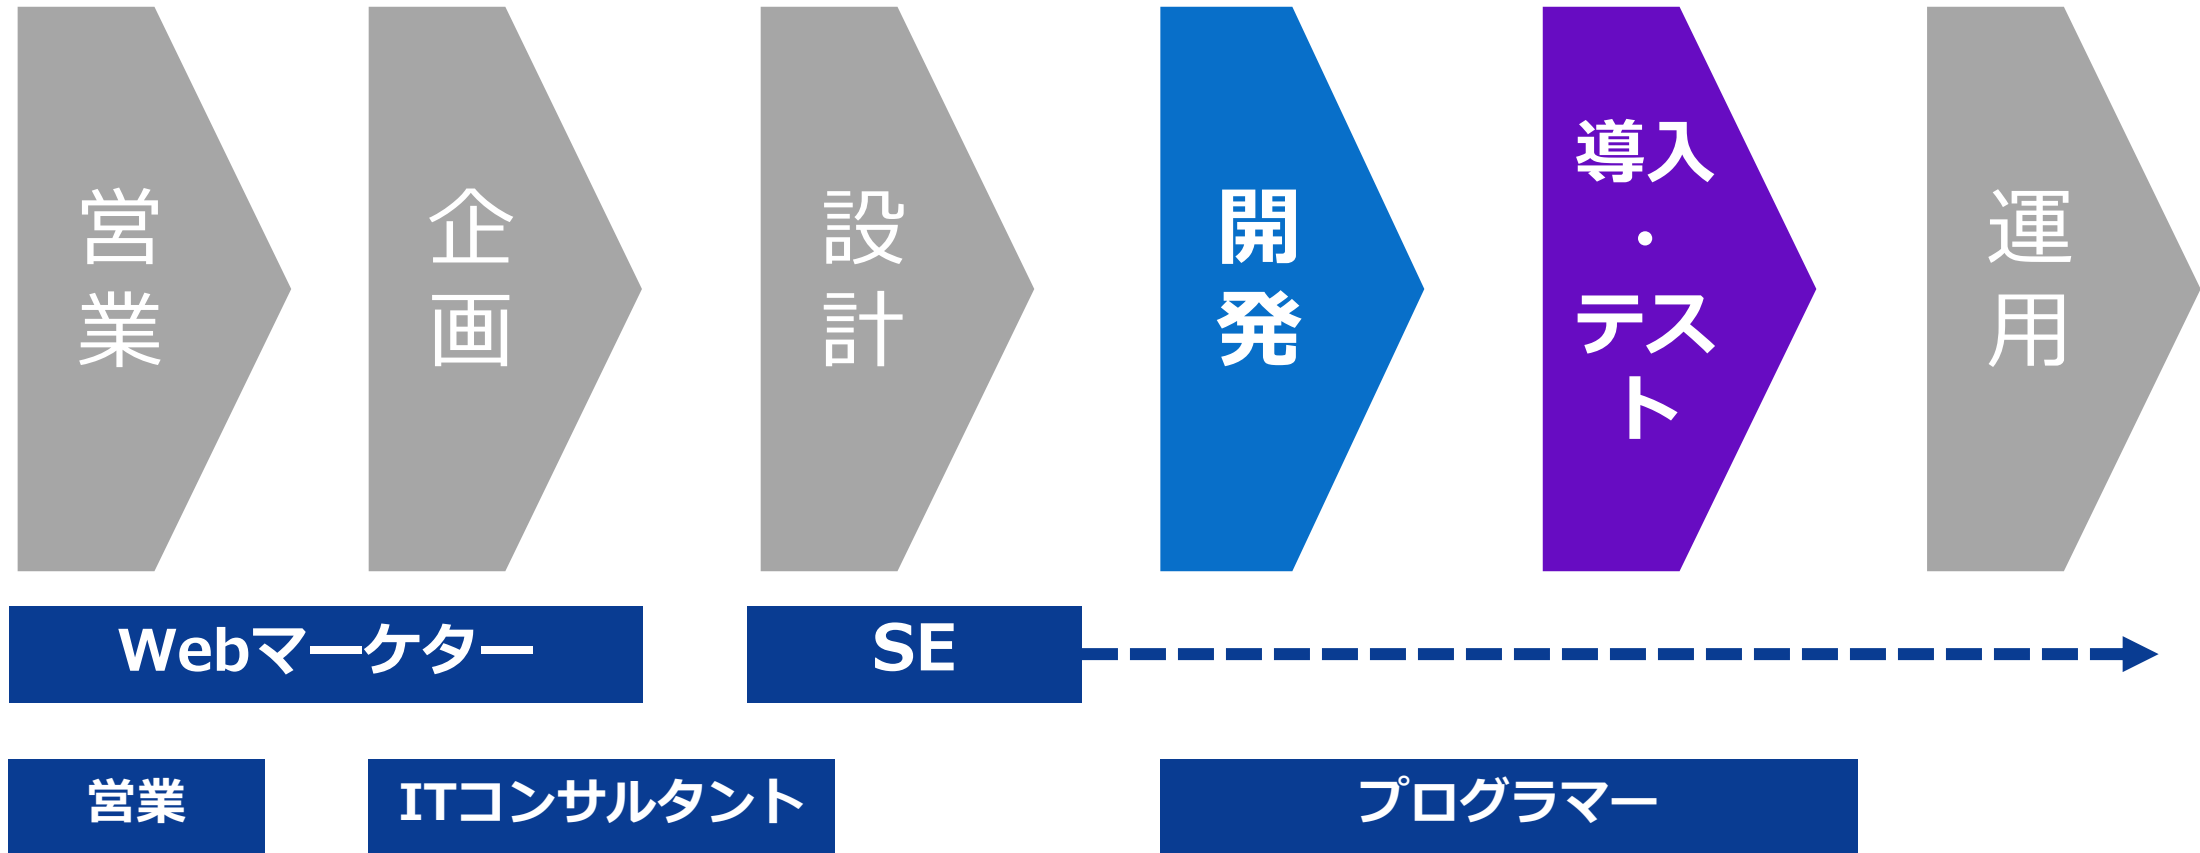 営
業
企
画
設
計
開
発
導入
・
テス
ト
運
用
Webマーケター
SE
営業
ITコンサルタント
プログラマー